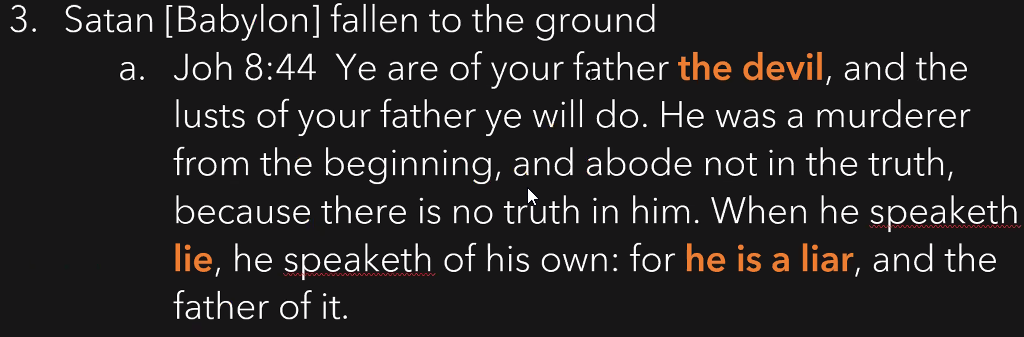 3. Satan [Babylon] fallen to the ground
a. Joh 8:44 Ye are of your father the devil, and the
lusts of your father ye will do. He was a murderer
from the beginning, and abode not in the truth,
because there is no truth in him. When he speaketh
lie, he speaketh of his own: for he is a liar, and the
father of it.